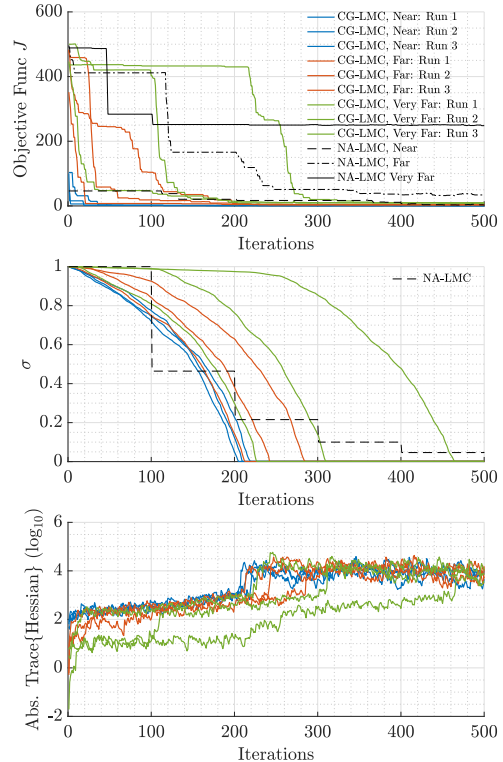 600
400
200
0
Objective Func J
CG-LMC, Near: Run 1
CG-LMC, Near: Run 2
CG-LMC, Near: Run 3
CG-LMC, Far: Run 1
CG-LMC, Far: Run 2
CG-LMC, Far: Run 3
CG-LMC, Very Far: Run 1
CG-LMC, Very Far: Run 2
CG-LMC, Very Far: Run 3
NA-LMC, Near
NA-LMC, Far
NA-LMC Very Far
0 100 200 300 400 500
Iterations
1
0.8
0.6
0.4
0.2
0
σ
NA-LMC
0 100 200 300 400 500
Iterations
6
4
2
0
-2
Abs. Trace{Hessian} (log10)
0 100 200 300 400 500
Iterations